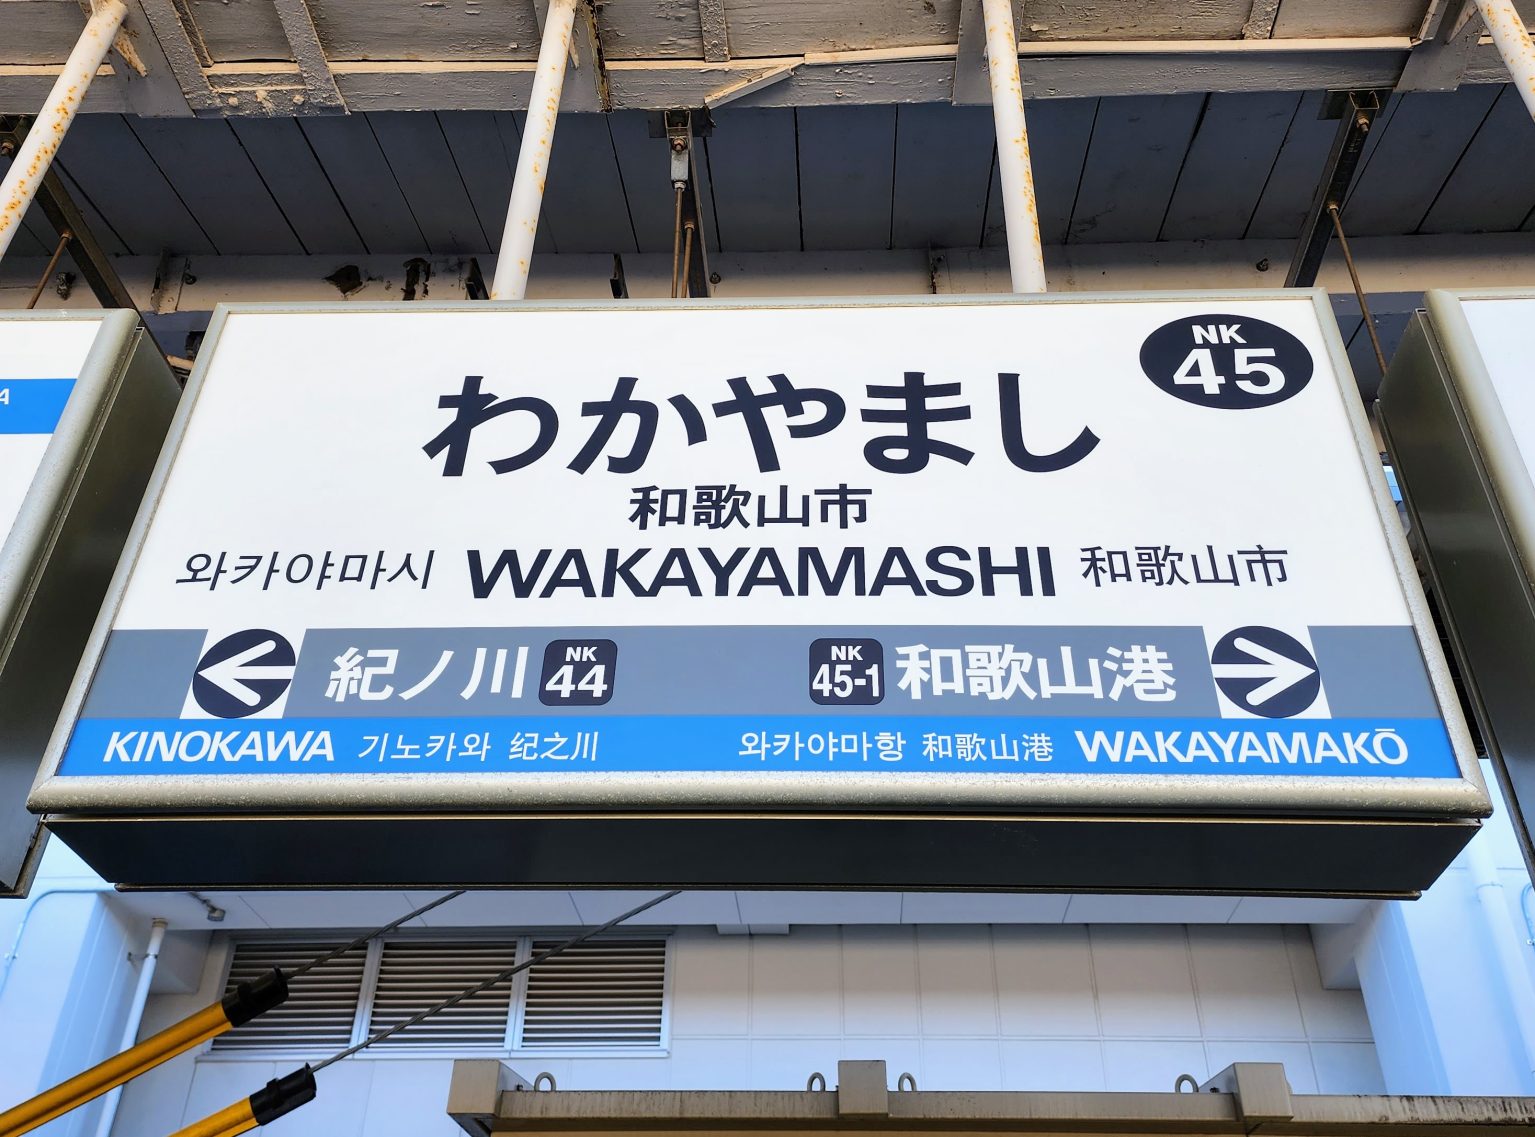 NK
45
わかやまし
和歌山市
와카야마시 WAKAYAMASHI 和歌山市
← 紀ノ川 NK 44
NK 45-1 和歌山港 →
KINOKAWA 기노카와 纪之川
와카야마항 和歌山港 WAKAYAMAKŌ